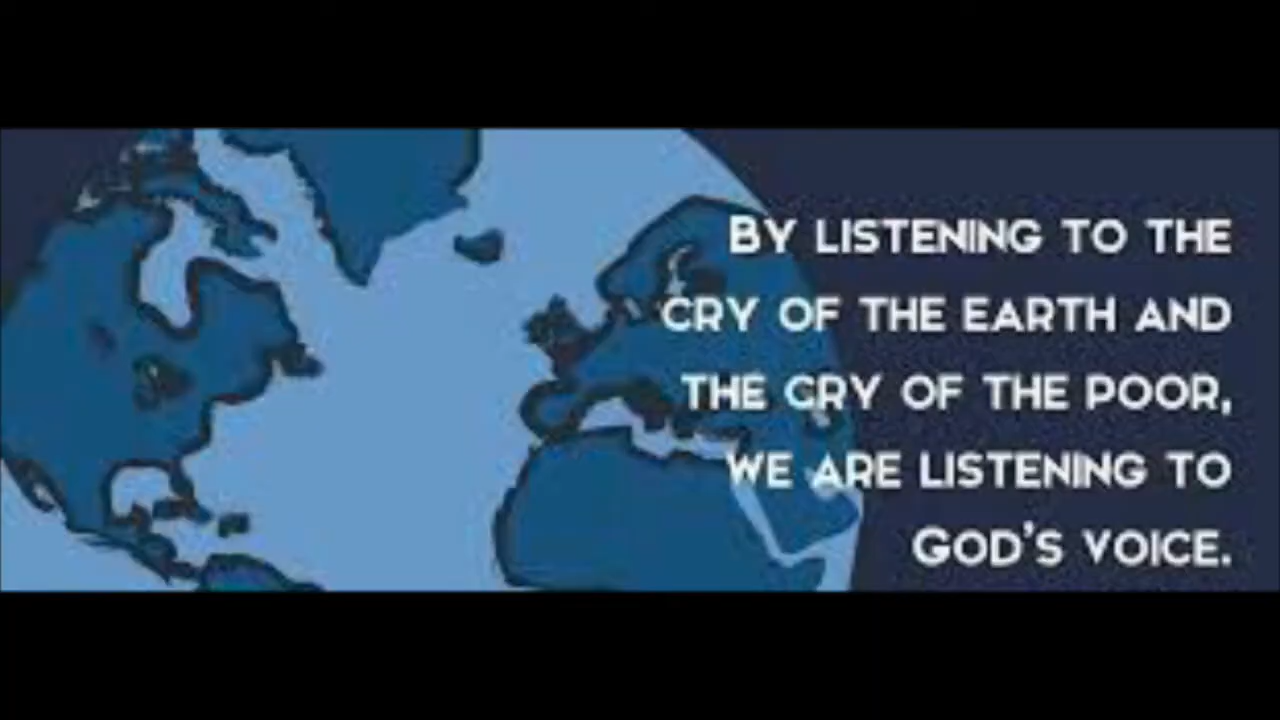 By listening to the
cry of the Earth and
the cry of the poor,
we are listening to
God's voice.